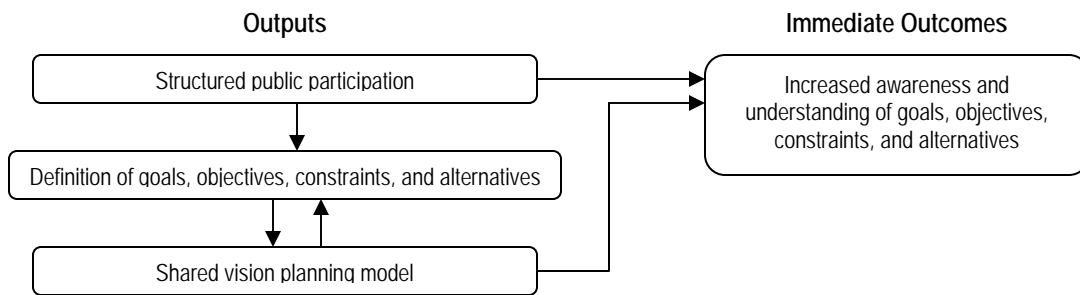 Outputs
Immediate Outcomes
Structured public participation
Increased awareness and
understanding of goals, objectives,
constraints, and alternatives
Definition of goals, objectives, constraints, and alternatives
Shared vision planning model